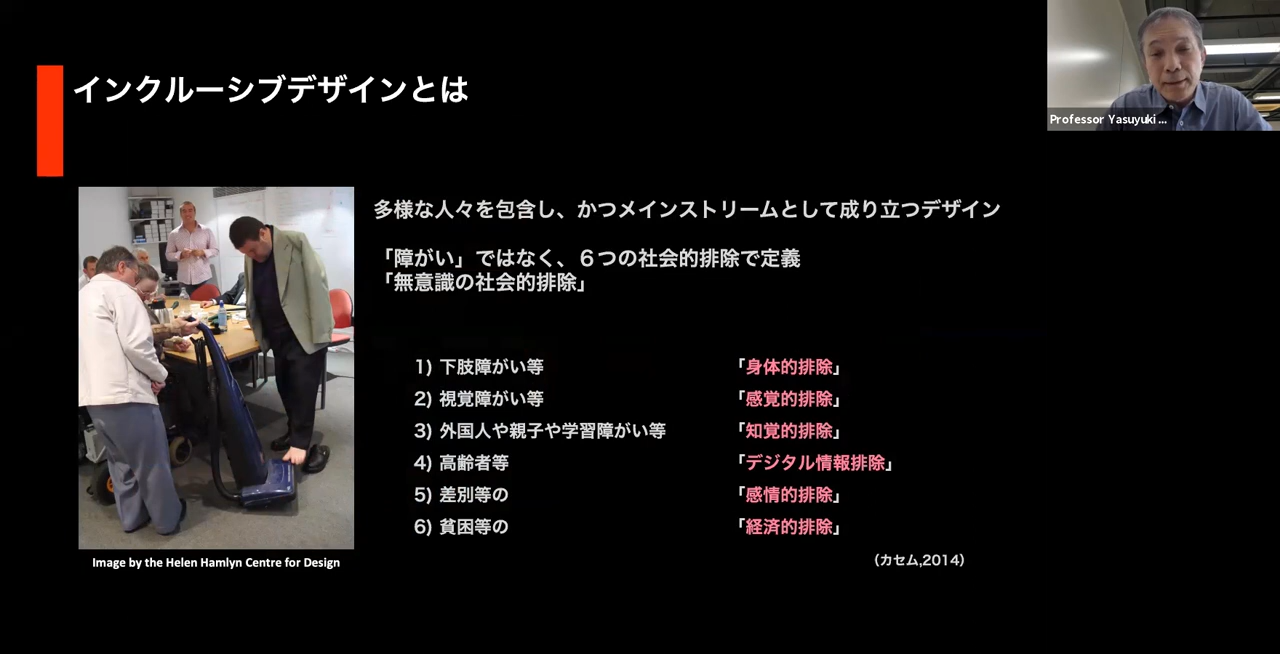 インクルーシブデザインとは
Professor Yasuyuki ...
多様な人々を包含し、かつメインストリームとして成り立つデザイン
「障がい」ではなく、６つの社会的排除で定義
「無意識の社会的排除」
1) 下肢障がい等 「身体的排除」
2) 視覚障がい等 「感覚的排除」
3) 外国人や親子や学習障がい等 「知覚的排除」
4) 高齢者等 「デジタル情報排除」
5) 差別等の 「感情的排除」
6) 貧困等の 「経済的排除」
（カセム,2014）
Image by the Helen Hamlyn Centre for Design